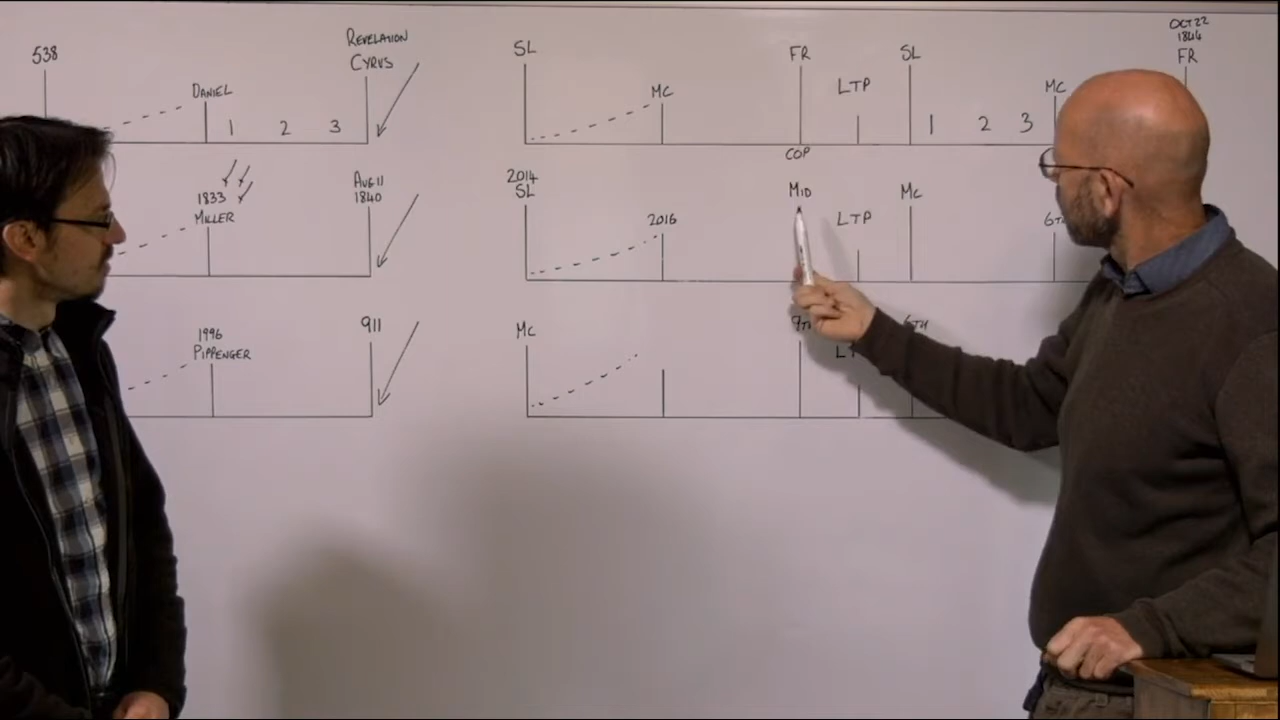 538
DANIEL
1 2 3
REVELATION
CYRUS
SL
MC
FR
COP
LTP
SL
1 2 3
MC
OCT 22
1844
FR
1833
MILLER
AUG 11
1840
2014
SL
2016
MID
LTP
MC
1996
PIPPENGER
911
MC